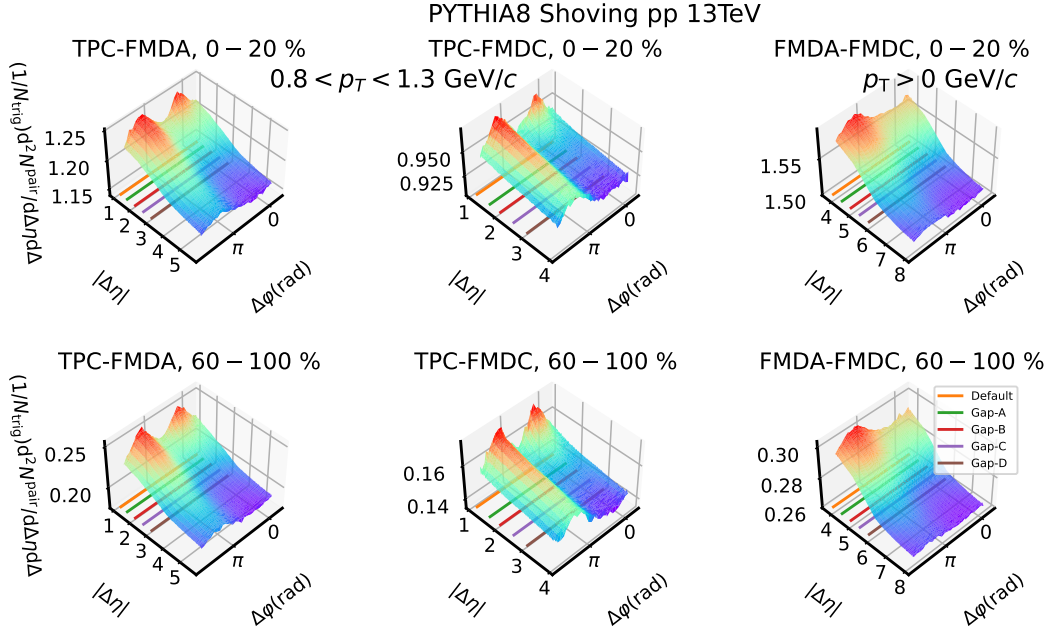 PYTHIA8 Shoving pp 13TeV
TPC-FMDA, 0 − 20 %
TPC-FMDC, 0 − 20 %
FMDA-FMDC, 0 − 20 %
0.8 < p_T < 1.3 GeV/c
p_T > 0 GeV/c
(1/N_trig)d²N^pair/dΔηdΔ
1.25
1.20
1.15
1
2
3
4
5
π
0
|Δη|
Δφ(rad)
0.950
0.925
1
2
3
4
π
0
|Δη|
Δφ(rad)
1.55
1.50
4
5
6
7
8
π
0
|Δη|
Δφ(rad)
TPC-FMDA, 60 − 100 %
TPC-FMDC, 60 − 100 %
FMDA-FMDC, 60 − 100 %
(1/N_trig)d²N^pair/dΔηdΔ
0.25
0.20
1
2
3
4
5
π
0
|Δη|
Δφ(rad)
0.16
0.14
1
2
3
4
π
0
|Δη|
Δφ(rad)
0.30
0.28
0.26
4
5
6
7
8
π
0
|Δη|
Δφ(rad)
Default
Gap-A
Gap-B
Gap-C
Gap-D